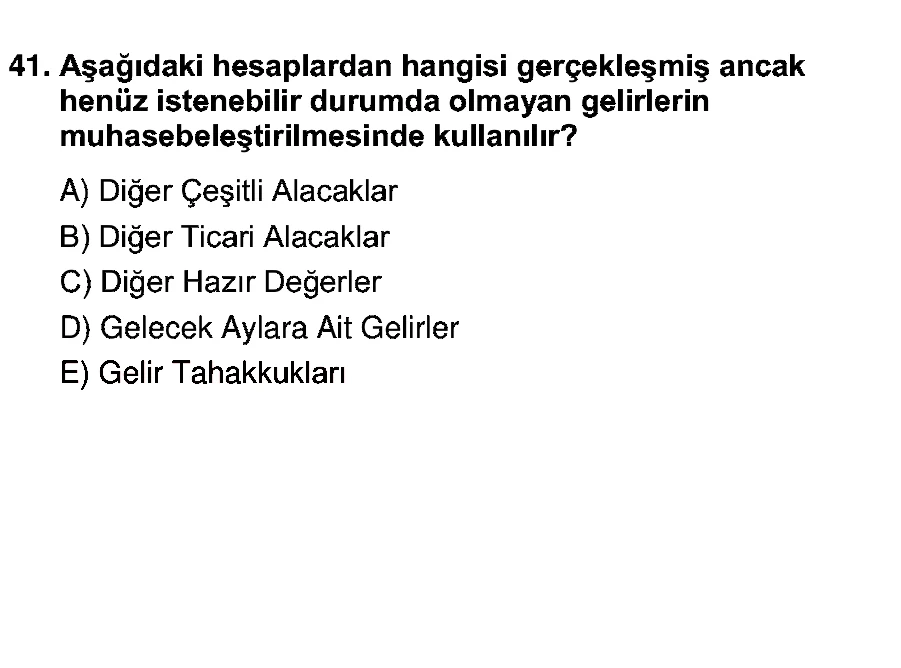 41. Aşağıdaki hesaplardan hangisi gerçekleşmiş ancak
henüz istenebilir durumda olmayan gelirlerin
muhasebeleştirilmesinde kullanılır?
A) Diğer Çeşitli Alacaklar
B) Diğer Ticari Alacaklar
C) Diğer Hazır Değerler
D) Gelecek Aylara Ait Gelirler
E) Gelir Tahakkukları